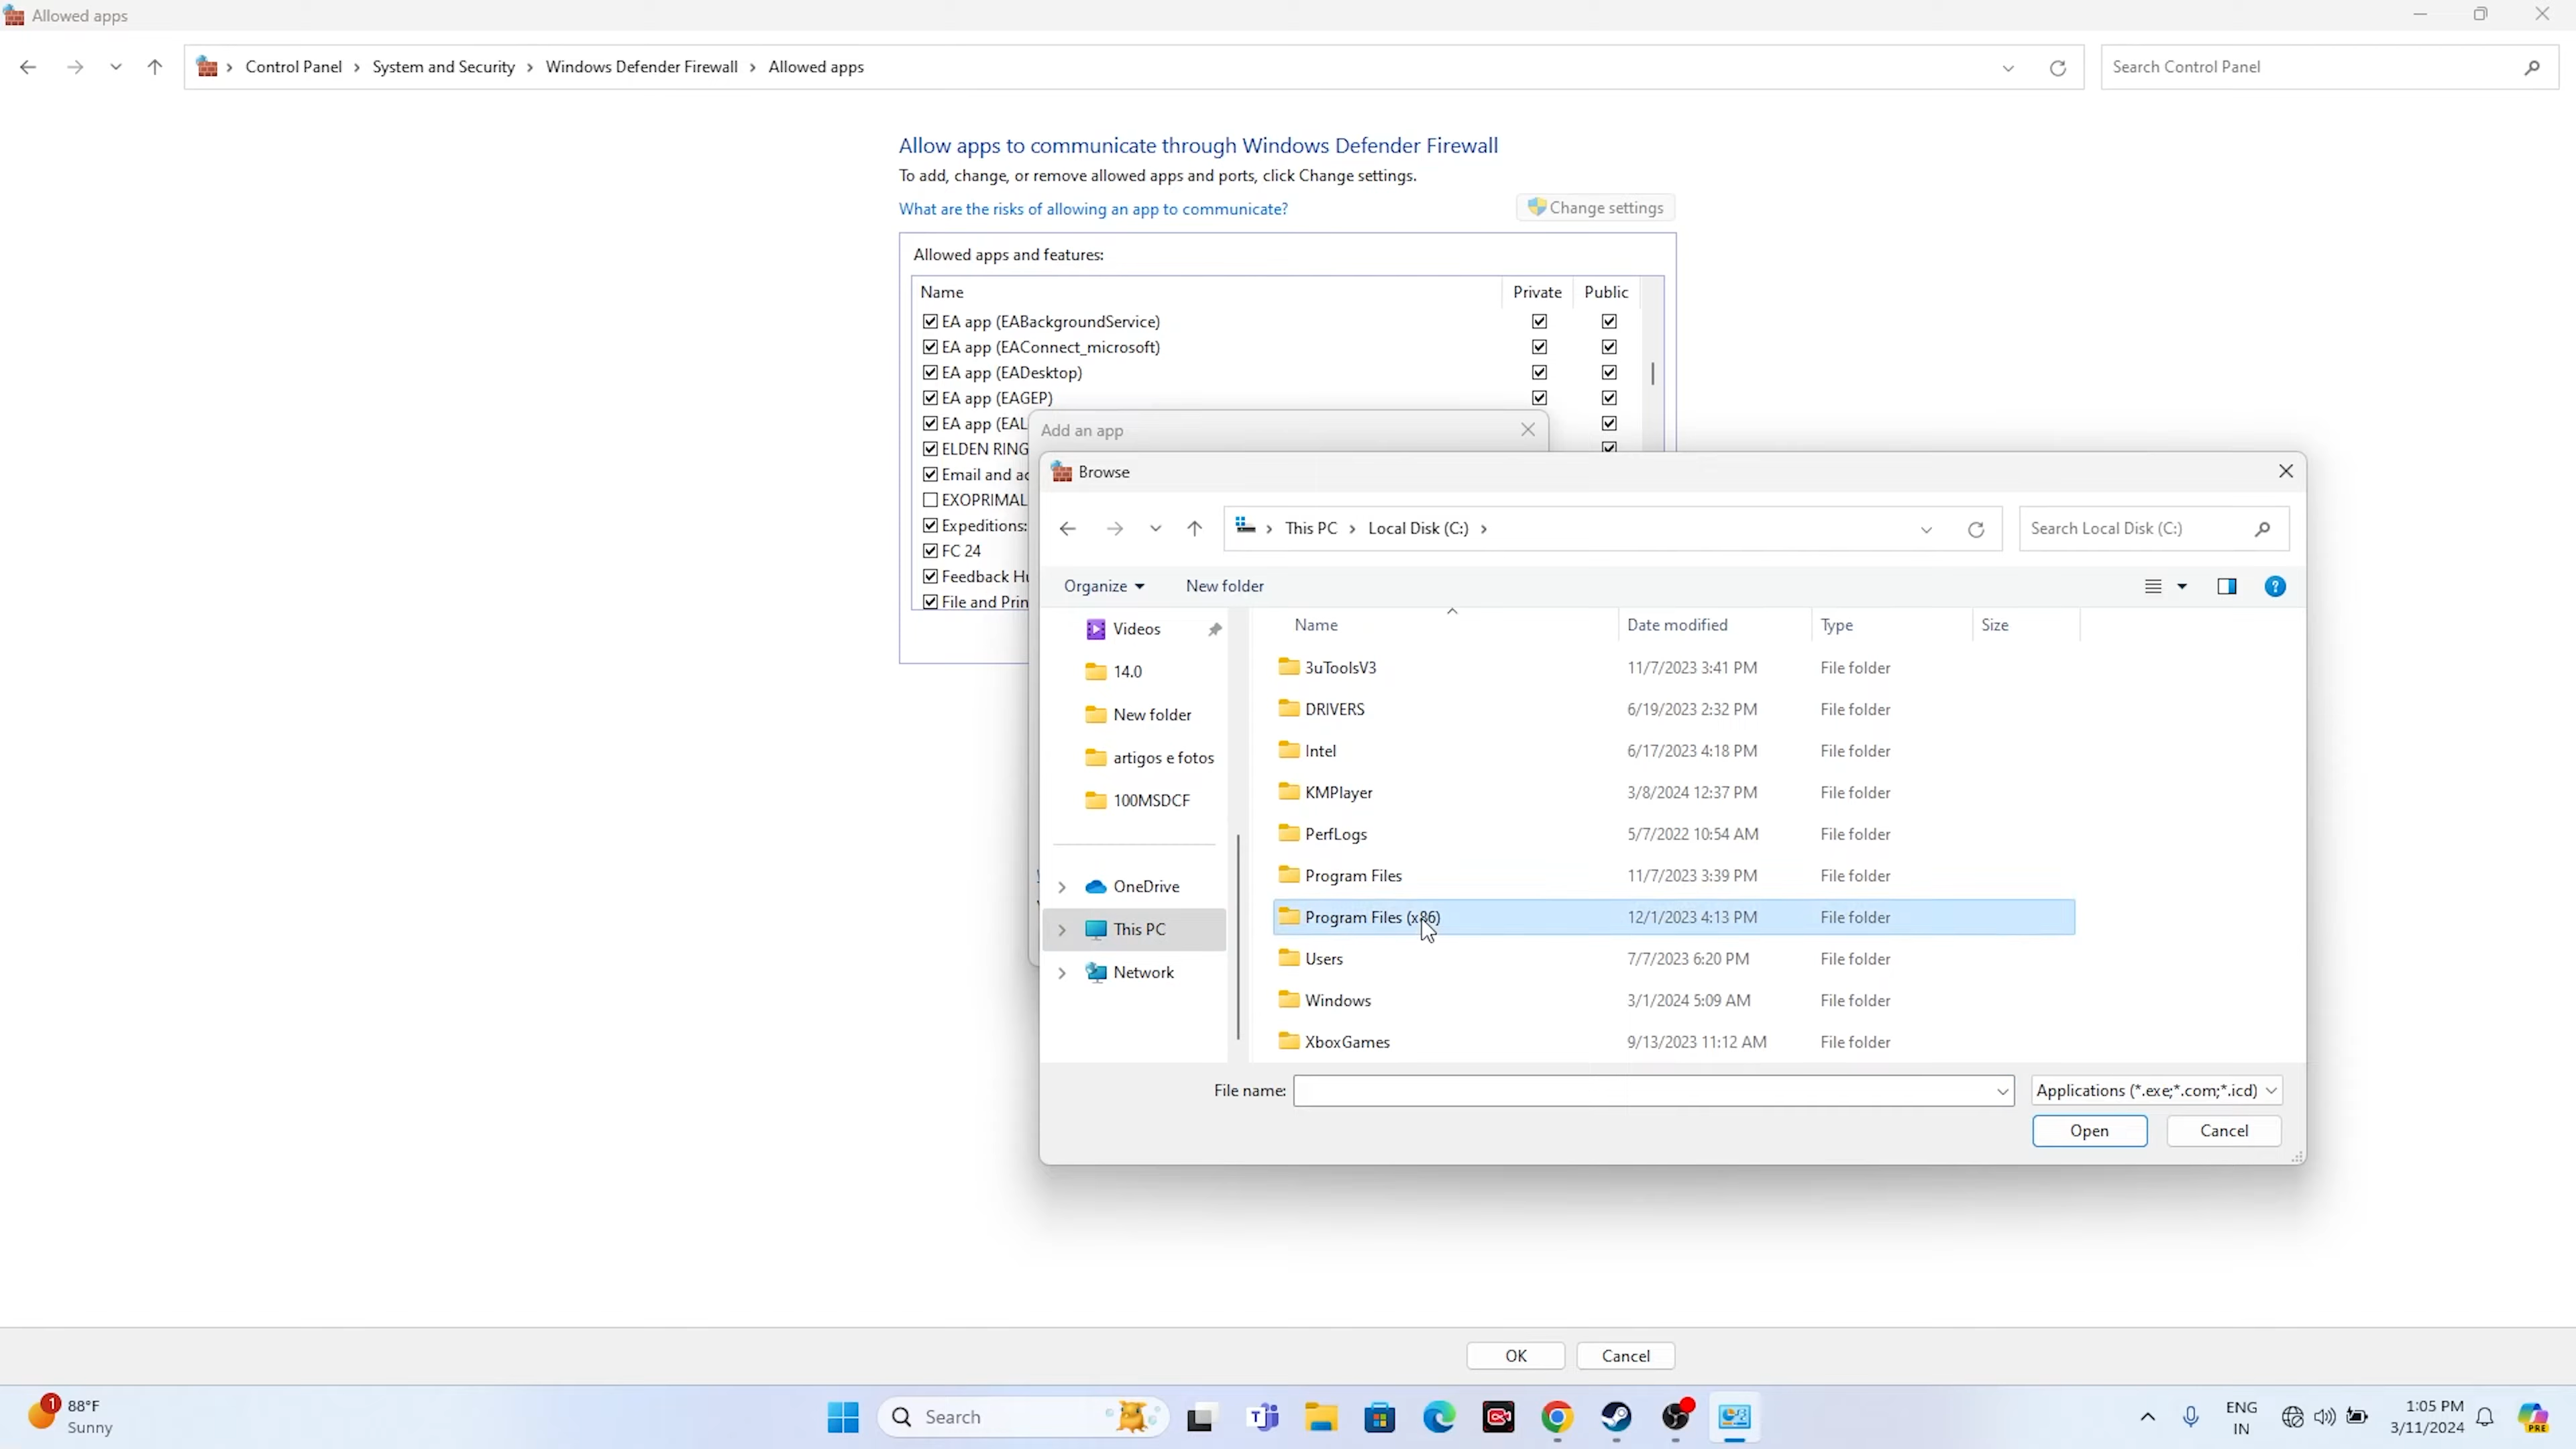 Allowed apps
Control Panel > System and Security > Windows Defender Firewall > Allowed apps
Search Control Panel
Allow apps to communicate through Windows Defender Firewall
To add, change, or remove allowed apps and ports, click Change settings.
What are the risks of allowing an app to communicate?
Change settings
Allowed apps and features:
Name Private Public
EA app (EABackgroundService)
EA app (EAConnect_microsoft)
EA app (EADesktop)
EA app (EAGEP)
EA app (EAL
ELDEN RING
Email and ac
EXOPRIMAL
Expeditions:
FC 24
Feedback Hu
File and Prin
Add an app
Browse
This PC > Local Disk (C:) >
Search Local Disk (C:)
Organize
New folder
Videos
14.0
New folder
artigos e fotos
100MSDCF
OneDrive
This PC
Network
Name Date modified Type Size
3uToolsV3 11/7/2023 3:41 PM File folder
DRIVERS 6/19/2023 2:32 PM File folder
Intel 6/17/2023 4:18 PM File folder
KMPlayer 3/8/2024 12:37 PM File folder
PerfLogs 5/7/2022 10:54 AM File folder
Program Files 11/7/2023 3:39 PM File folder
Program Files (x86) 12/1/2023 4:13 PM File folder
Users 7/7/2023 6:20 PM File folder
Windows 3/1/2024 5:09 AM File folder
XboxGames 9/13/2023 11:12 AM File folder
File name:
Applications (*.exe;*.com;*.icd)
Open Cancel
OK Cancel
1
88°F
Sunny
Search
ENG
IN
1:05 PM
3/11/2024
PRE